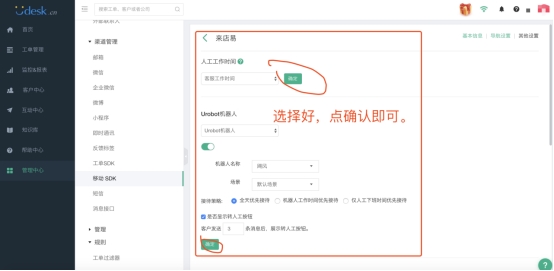 udesk.cn
搜索工单、客户或者公司
首页
工单管理
监控&报表
客户中心
互动中心
知识库
帮助中心
管理中心
渠道管理
邮箱
微信
企业微信
微博
小程序
即时通讯
反馈标签
工单SDK
移动 SDK
短信
消息接口
管理
规则
工单过滤器
来店易
基本信息
导航设置
其他设置
人工工作时间
客服工作时间
确定
Urobot机器人
Urobot机器人
选择好，点确认即可。
机器人名称
场景
默认场景
接待策略:
全天优先接待
机器人工作时间优先接待
仅人工下班时间优先接待
是否显示转人工按钮
客户发送 3 条消息后，展示转人工按钮。
确定